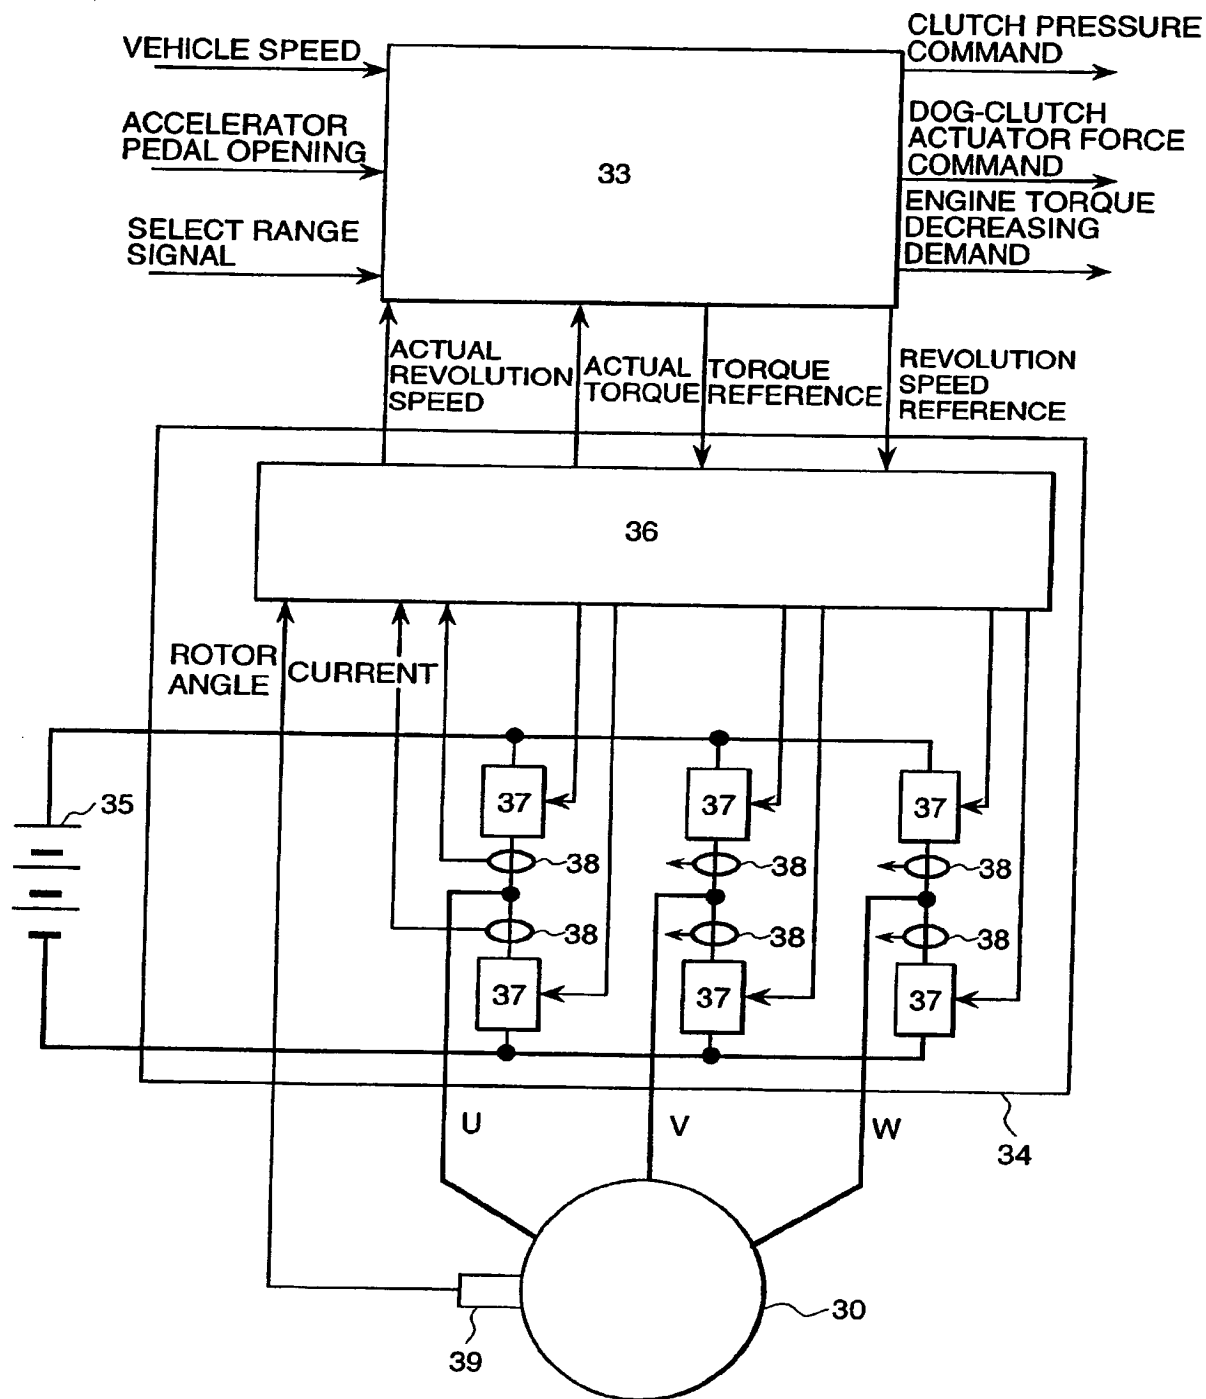 VEHICLE SPEED
ACCELERATOR
PEDAL OPENING
SELECT RANGE
SIGNAL
33
CLUTCH PRESSURE
COMMAND
DOG-CLUTCH
ACTUATOR FORCE
COMMAND
ENGINE TORQUE
DECREASING
DEMAND
ACTUAL
REVOLUTION
SPEED
ACTUAL
TORQUE
TORQUE
REFERENCE
REVOLUTION
SPEED
REFERENCE
36
ROTOR
ANGLE
CURRENT
35
37
37
37
38
38
38
38
38
38
37
37
37
U
V
W
34
30
39